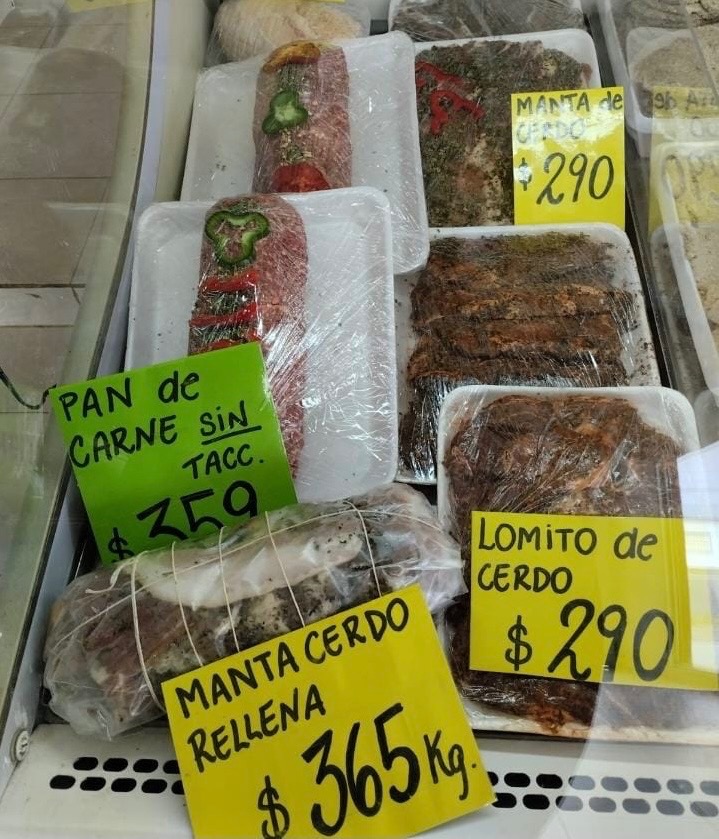 MANTA de
CERDO
$ 290
PAN de
CARNE SIN
TACC.
$ 359
LOMITO de
CERDO
$ 290
MANTA CERDO
RELLENA
$ 365 Kg.